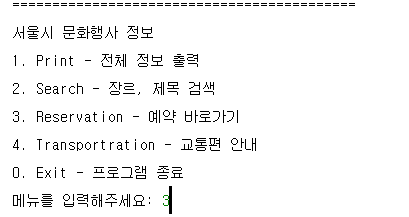 =============================================
서울시 문화행사 정보
1. Print - 전체 정보 출력
2. Search - 장르, 제목 검색
3. Reservation - 예약 바로가기
4. Transportration - 교통편 안내
0. Exit - 프로그램 종료
메뉴를 입력해주세요: 3